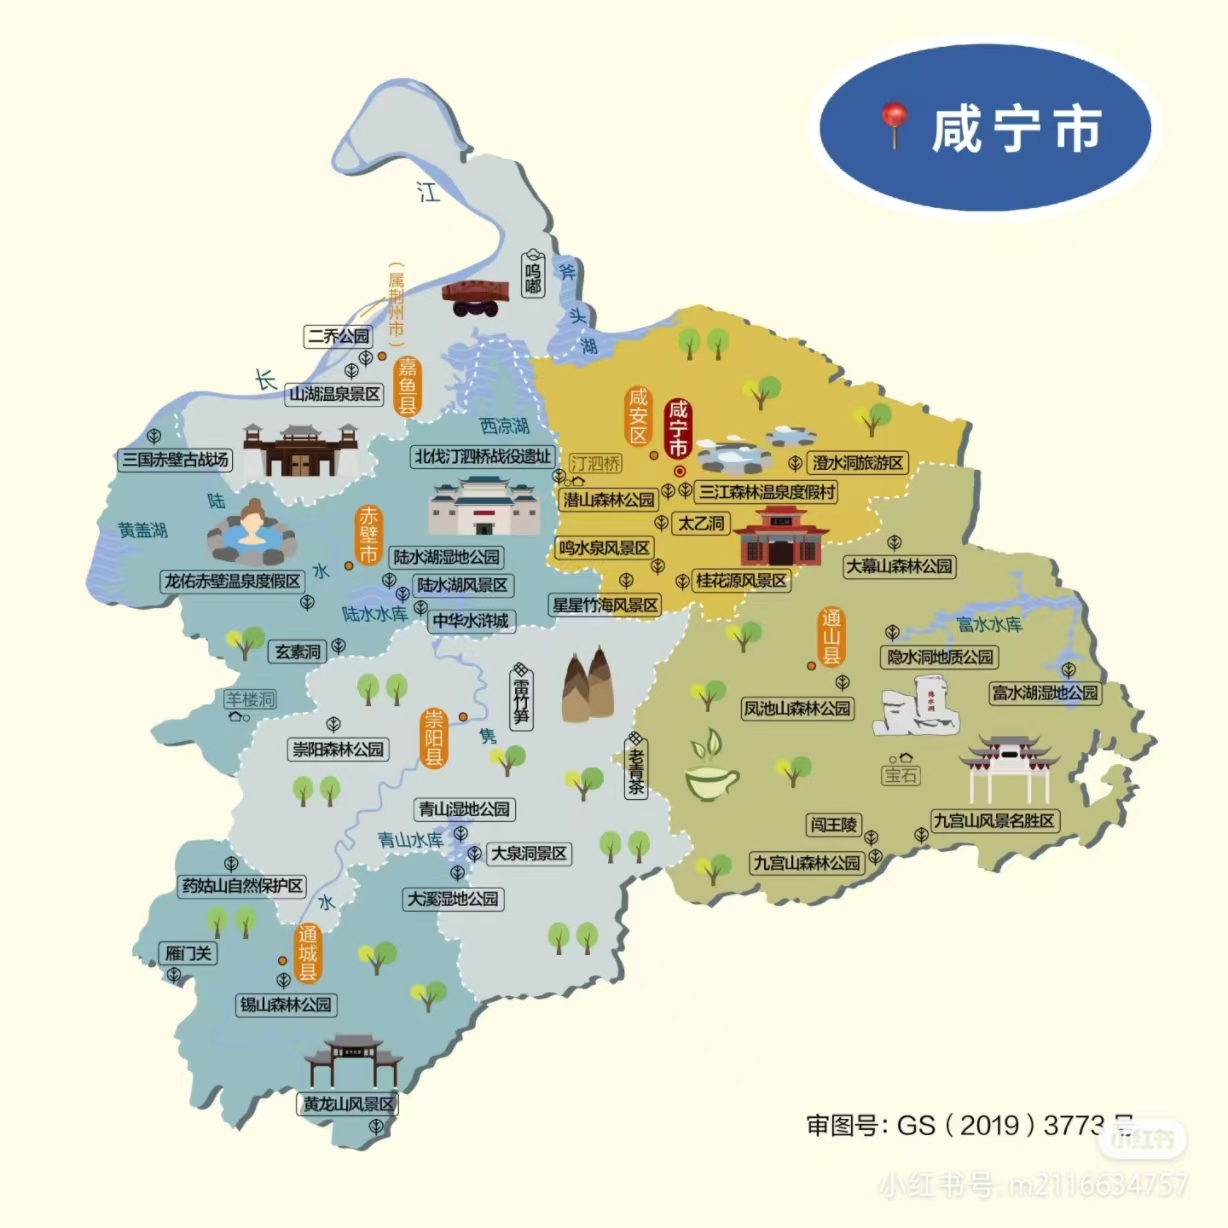 咸宁市
江
呜嘟
斧
头
湖
（属荆州市）
二乔公园
长
山湖温泉景区
嘉鱼县
西凉湖
咸安区
咸宁市
三国赤壁古战场
北伐汀泗桥战役遗址
汀泗桥
澄水洞旅游区
潜山森林公园
三江森林温泉度假村
陆
黄盖湖
赤壁市
太乙洞
鸣水泉风景区
陆水湖湿地公园
大幕山森林公园
龙佑赤壁温泉度假区
水
陆水湖风景区
桂花源风景区
陆水水库
中华水浒城
星星竹海风景区
通山县
富水水库
玄素洞
隐水洞地质公园
羊楼洞
雷竹笋
富水湖湿地公园
凤池山森林公园
隐水洞
崇阳县
隽
崇阳森林公园
老青茶
宝石
青山湿地公园
青山水库
闯王陵
九宫山风景名胜区
大泉洞景区
九宫山森林公园
药姑山自然保护区
大溪湿地公园
水
通城县
雁门关
锡山森林公园
黄龙山风景区
审图号：GS（2019）3773号
小红书
小红书号：m2116634757